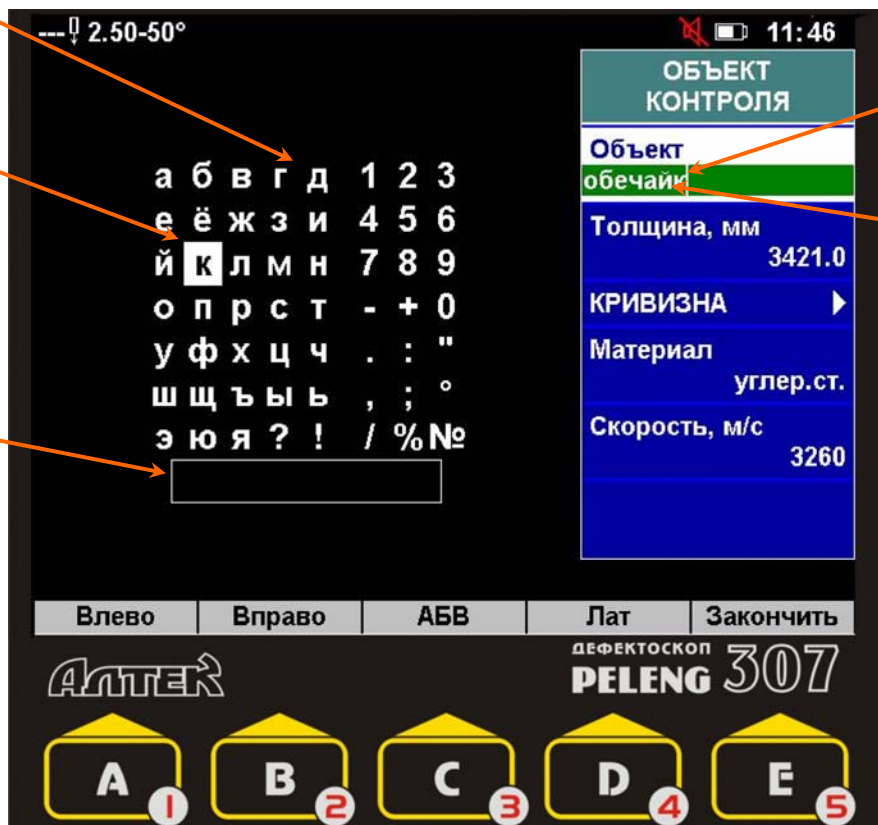 --- 2.50-50° 11:46
ОБЪЕКТ
КОНТРОЛЯ
Объект
обечайк
Толщина, мм
3421.0
КРИВИЗНА
Материал
углер.ст.
Скорость, м/с
3260
а б в г д 1 2 3
е ё ж з и 4 5 6
й к л м н 7 8 9
о п р с т - + 0
у ф х ц ч . : "
ш щ ъ ы ь , ; °
э ю я ? ! / % №
Влево Вправо АБВ Лат Закончить
АЛТЕК
ДЕФЕКТОСКОП
PELENG 307
A 1 B 2 C 3 D 4 E 5